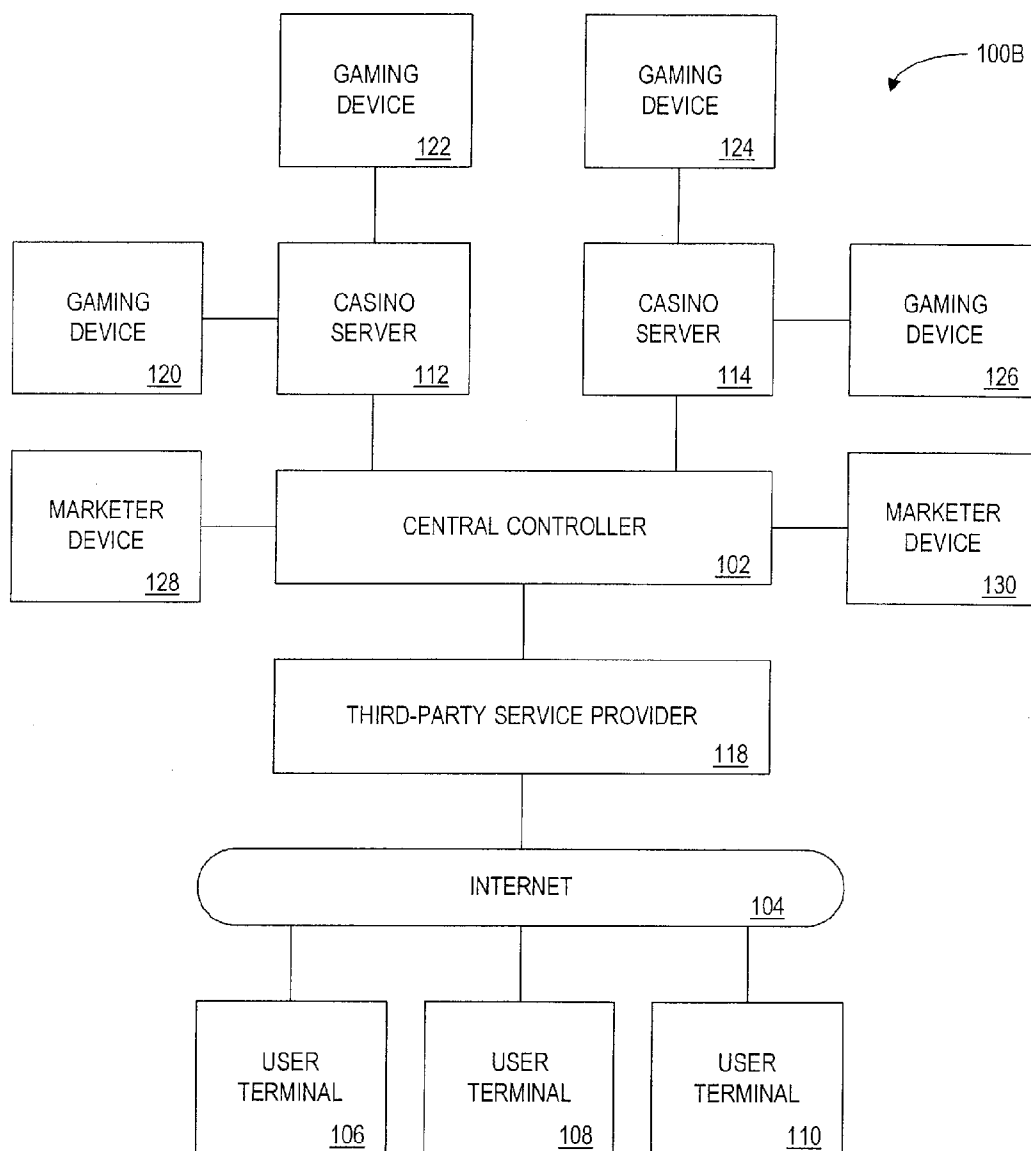 100B
GAMING
DEVICE
122
GAMING
DEVICE
124
GAMING
DEVICE
120
CASINO
SERVER
112
CASINO
SERVER
114
GAMING
DEVICE
126
MARKETER
DEVICE
128
CENTRAL CONTROLLER
102
MARKETER
DEVICE
130
THIRD-PARTY SERVICE PROVIDER
118
INTERNET
104
USER
TERMINAL
106
USER
TERMINAL
108
USER
TERMINAL
110